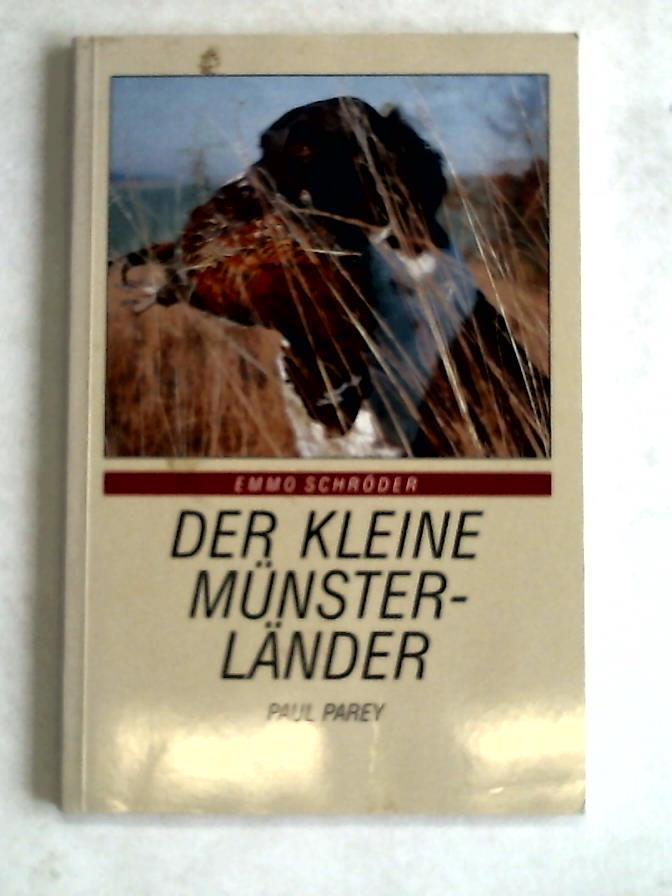 EMMO SCHRÖDER
DER KLEINE
MÜNSTER-
LÄNDER
PAUL PAREY